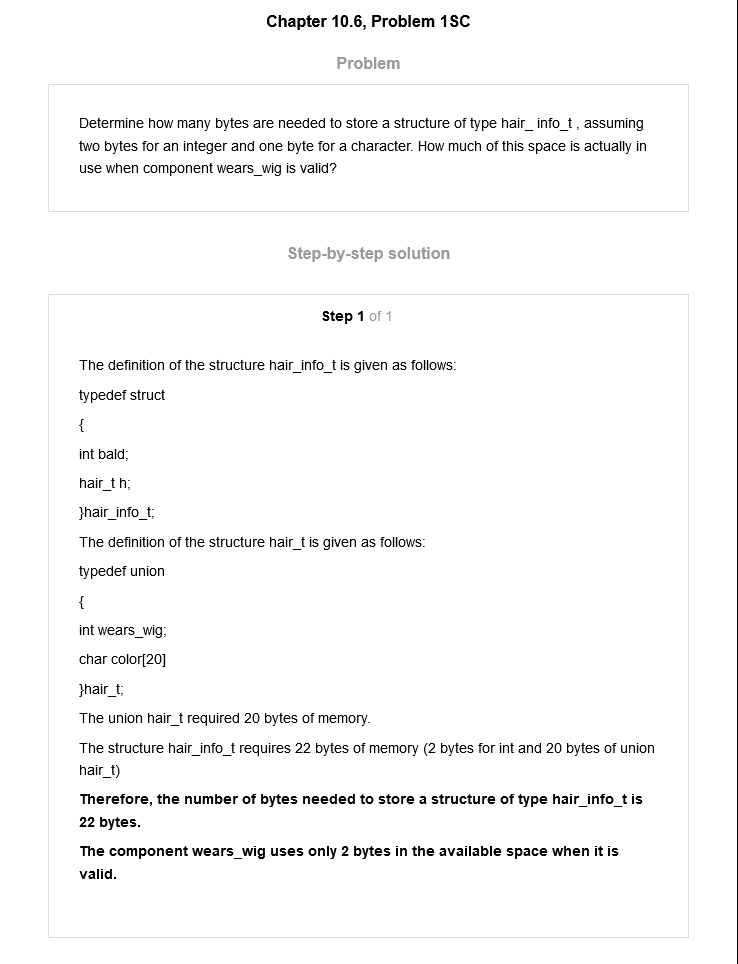 Chapter 10.6, Problem 1SC
Problem
Determine how many bytes are needed to store a structure of type hair_ info_t , assuming
two bytes for an integer and one byte for a character. How much of this space is actually in
use when component wears_wig is valid?
Step-by-step solution
Step 1 of 1
The definition of the structure hair_info_t is given as follows:
typedef struct
{
int bald;
hair_t h;
}hair_info_t;
The definition of the structure hair_t is given as follows:
typedef union
{
int wears_wig;
char color[20]
}hair_t;
The union hair_t required 20 bytes of memory.
The structure hair_info_t requires 22 bytes of memory (2 bytes for int and 20 bytes of union
hair_t)
Therefore, the number of bytes needed to store a structure of type hair_info_t is
22 bytes.
The component wears_wig uses only 2 bytes in the available space when it is
valid.